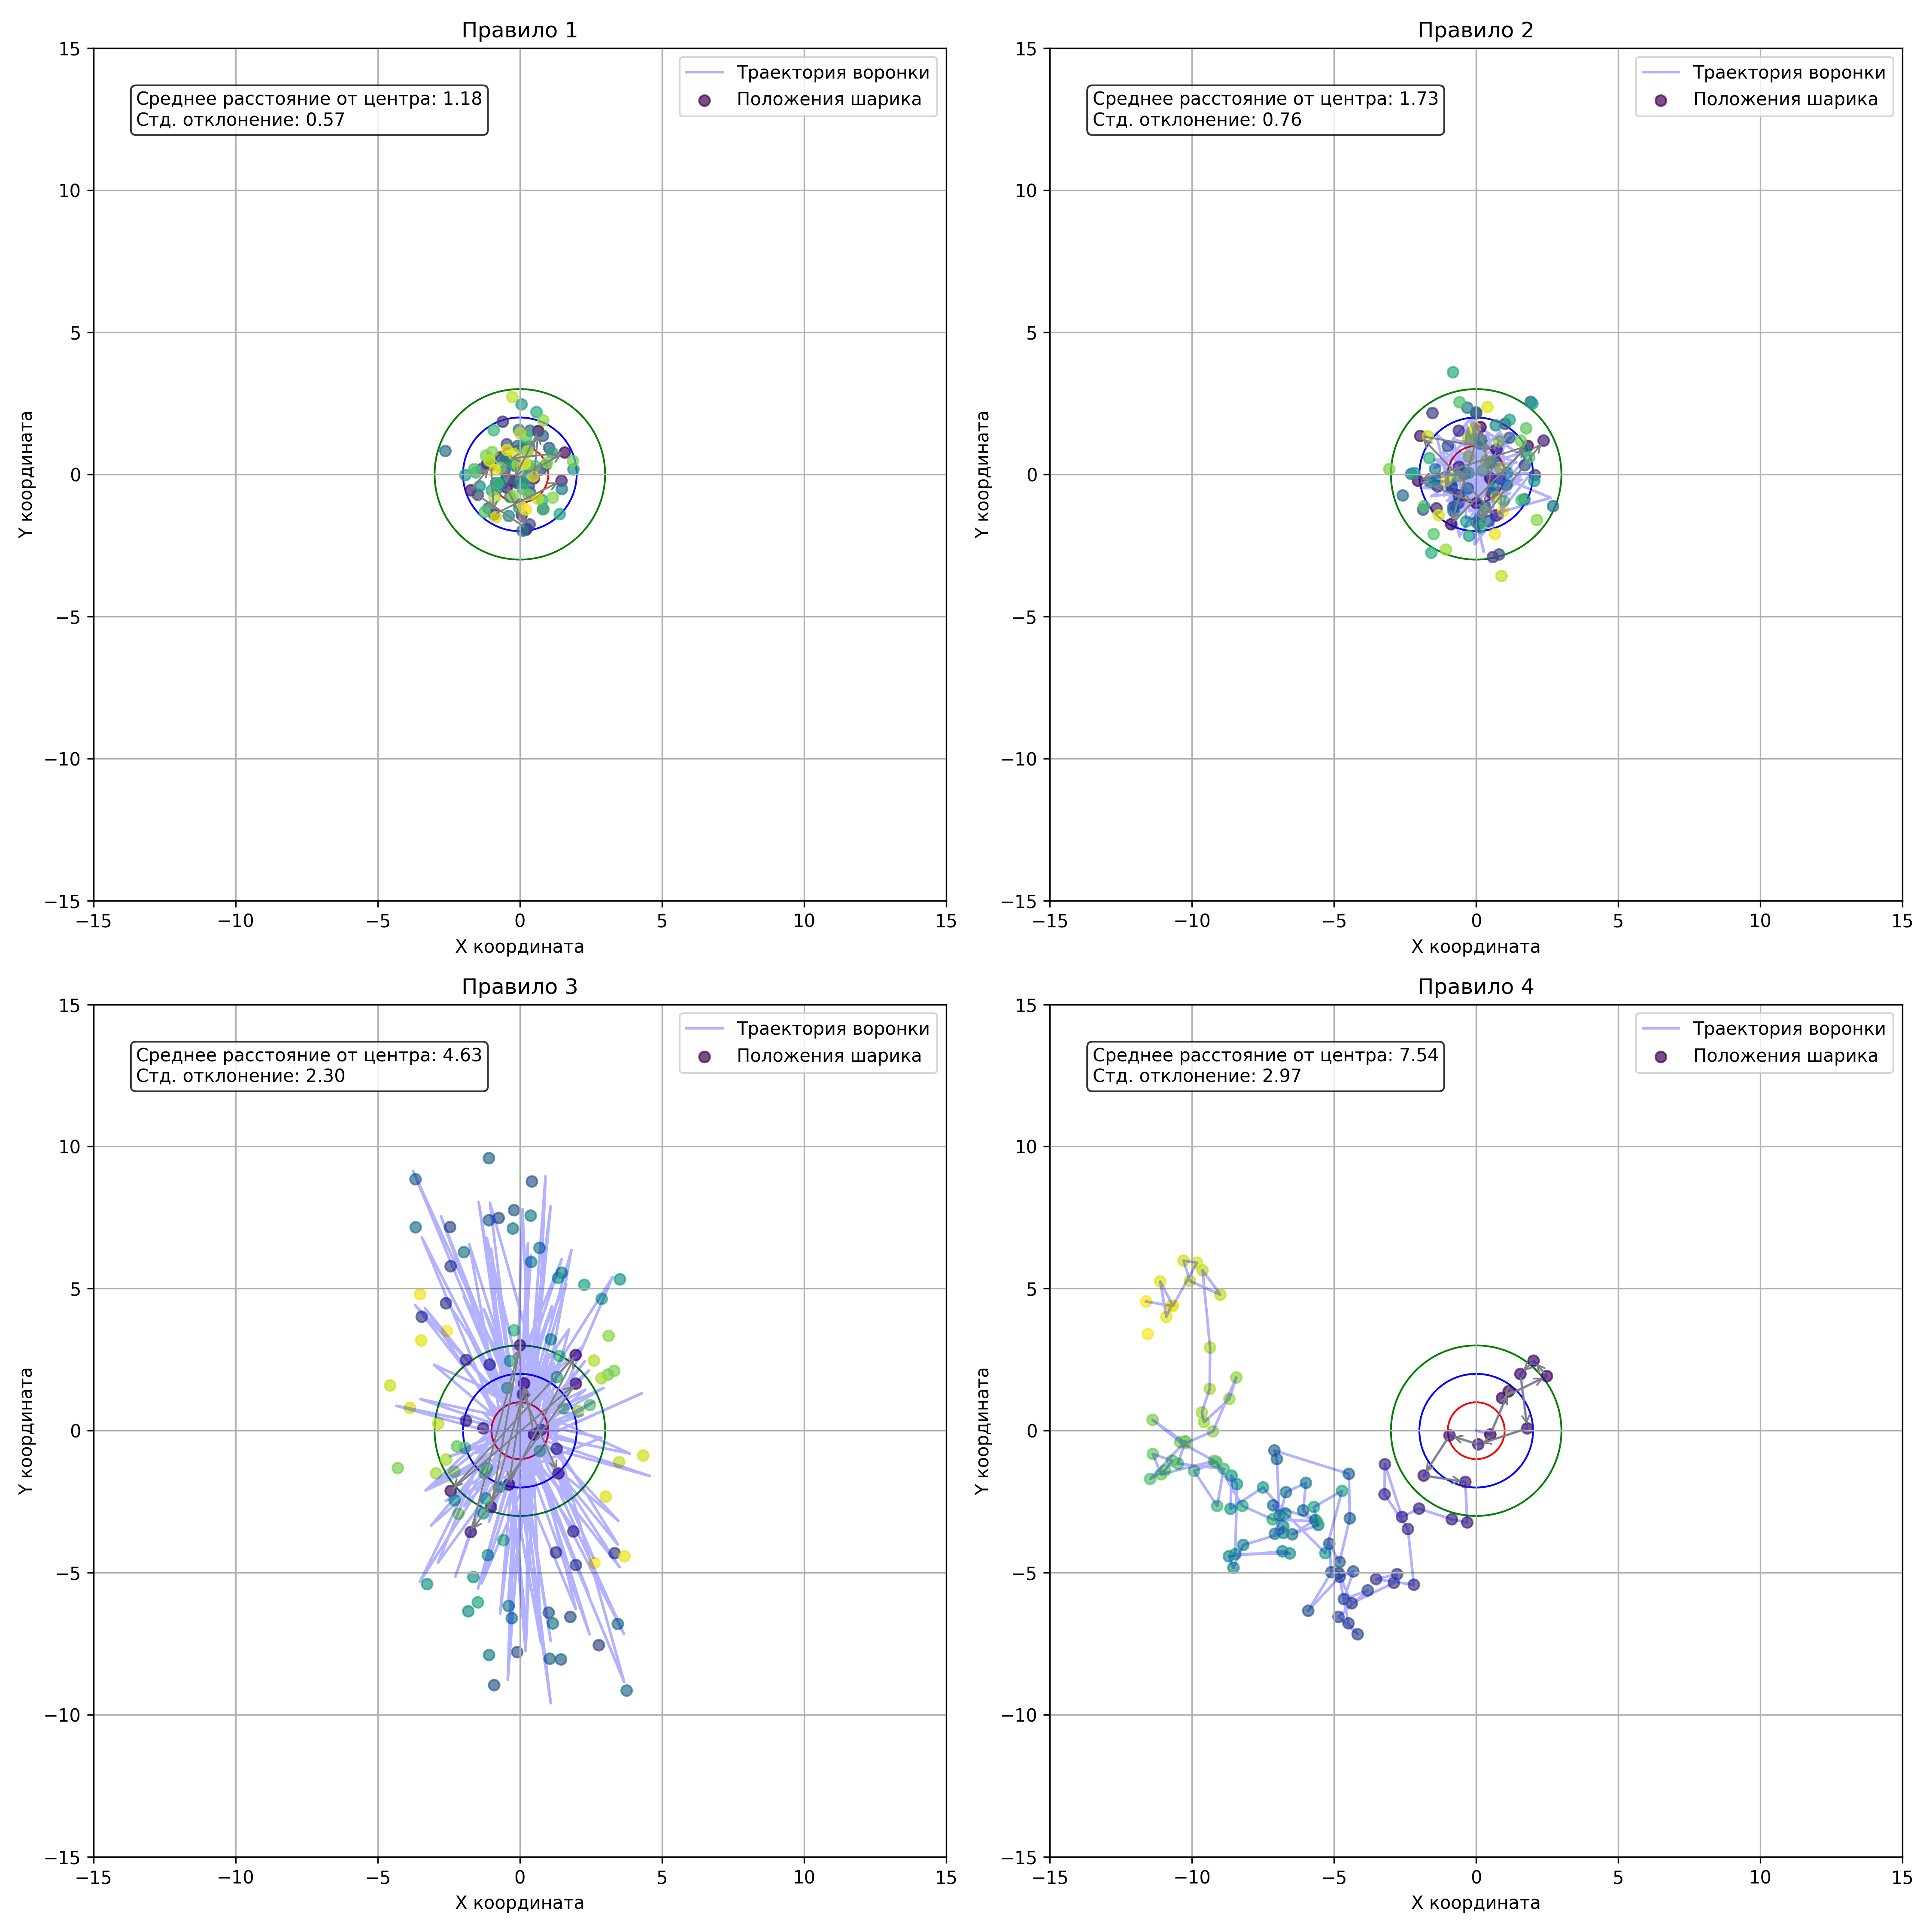 Правило 1
Траектория воронки
Положения шарика
Среднее расстояние от центра: 1.18
Стд. отклонение: 0.57
15
10
5
0
−5
−10
−15
Y координата
−15 −10 −5 0 5 10 15
X координата
Правило 2
Траектория воронки
Положения шарика
Среднее расстояние от центра: 1.73
Стд. отклонение: 0.76
15
10
5
0
−5
−10
−15
Y координата
−15 −10 −5 0 5 10 15
X координата
Правило 3
Траектория воронки
Положения шарика
Среднее расстояние от центра: 4.63
Стд. отклонение: 2.30
15
10
5
0
−5
−10
−15
Y координата
−15 −10 −5 0 5 10 15
X координата
Правило 4
Траектория воронки
Положения шарика
Среднее расстояние от центра: 7.54
Стд. отклонение: 2.97
15
10
5
0
−5
−10
−15
Y координата
−15 −10 −5 0 5 10 15
X координата